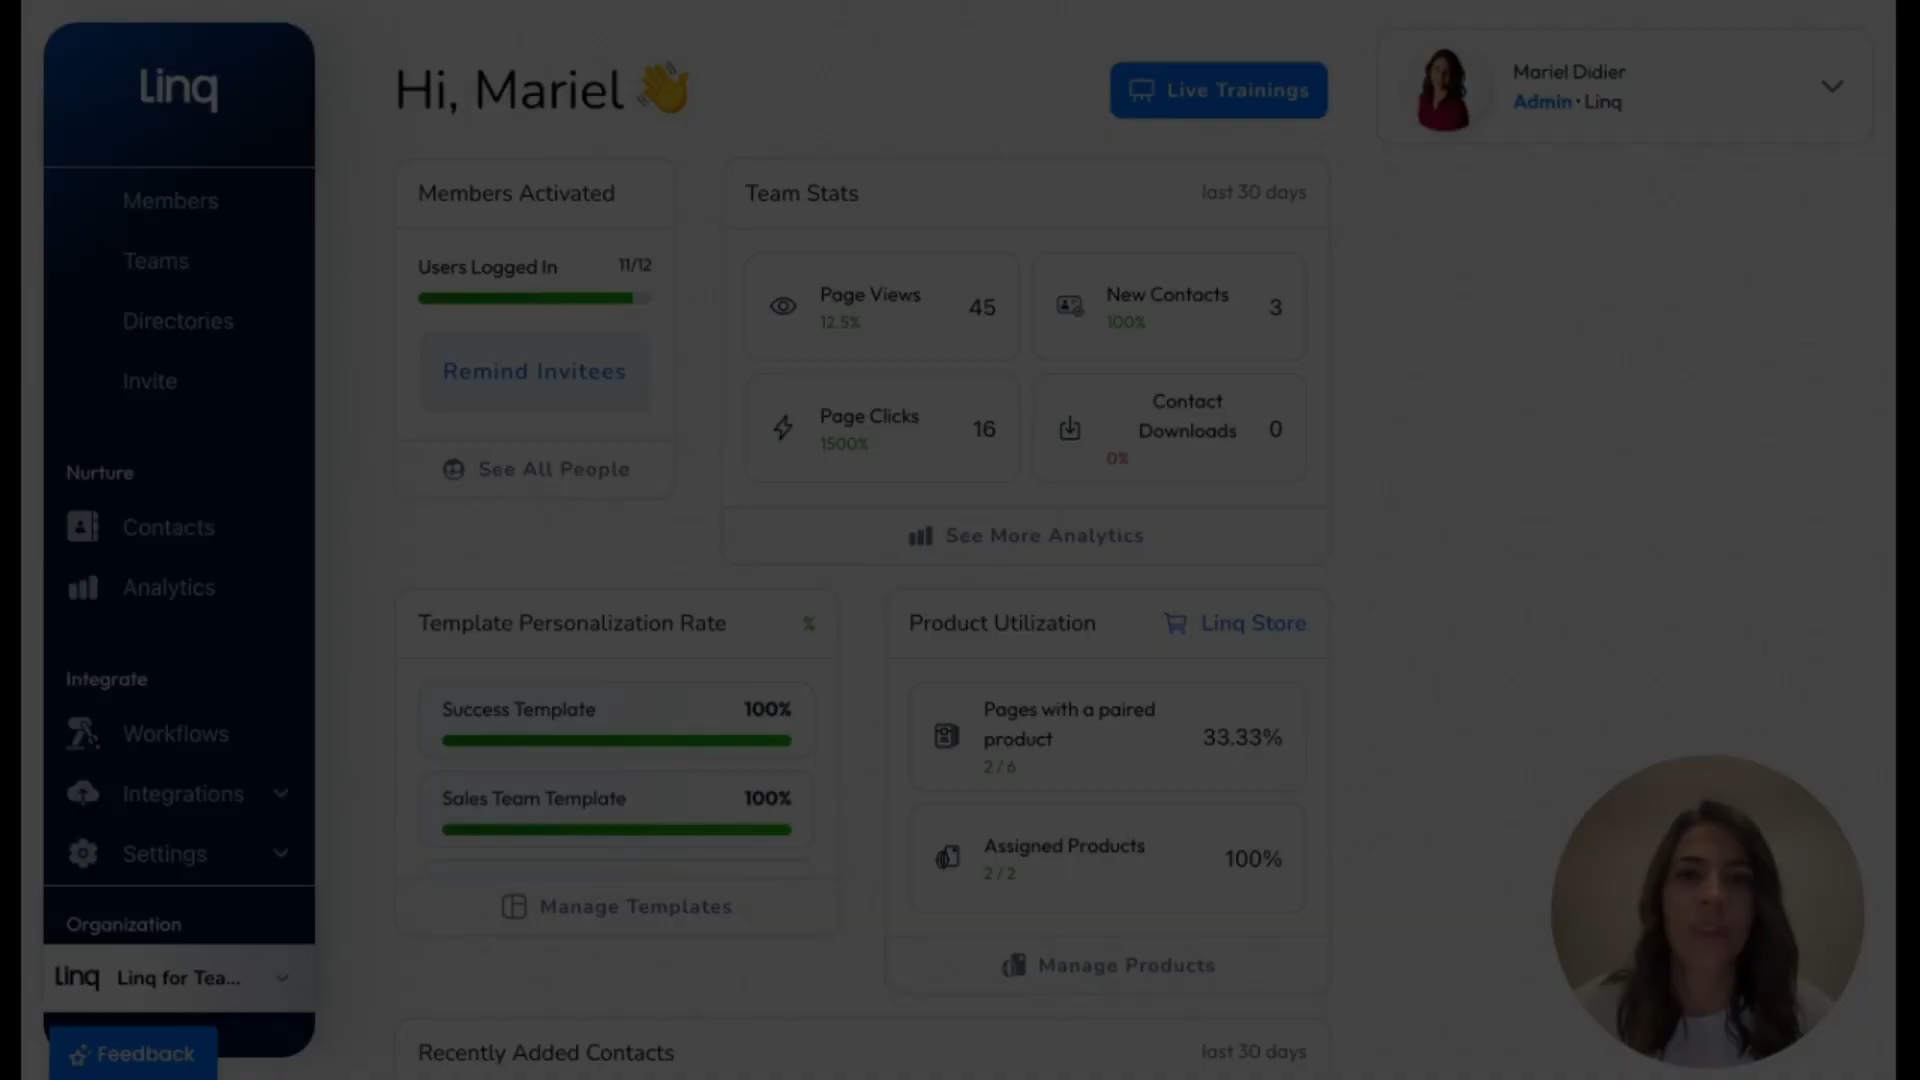 Linq
Members
Teams
Directories
Invite
Nurture
Contacts
Analytics
Integrate
Workflows
Integrations
Settings
Organization
Linq Linq for Tea...
Feedback
Hi, Mariel 👋
Live Trainings
Mariel Didier
Admin · Linq
Members Activated
Users Logged In 11/12
Remind Invitees
See All People
Team Stats last 30 days
Page Views 45
12.5%
New Contacts 3
100%
Page Clicks 16
1500%
Contact
Downloads 0
0%
See More Analytics
Template Personalization Rate %
Success Template 100%
Sales Team Template 100%
Manage Templates
Product Utilization Linq Store
Pages with a paired
product 33.33%
2 / 6
Assigned Products 100%
2 / 2
Manage Products
Recently Added Contacts last 30 days